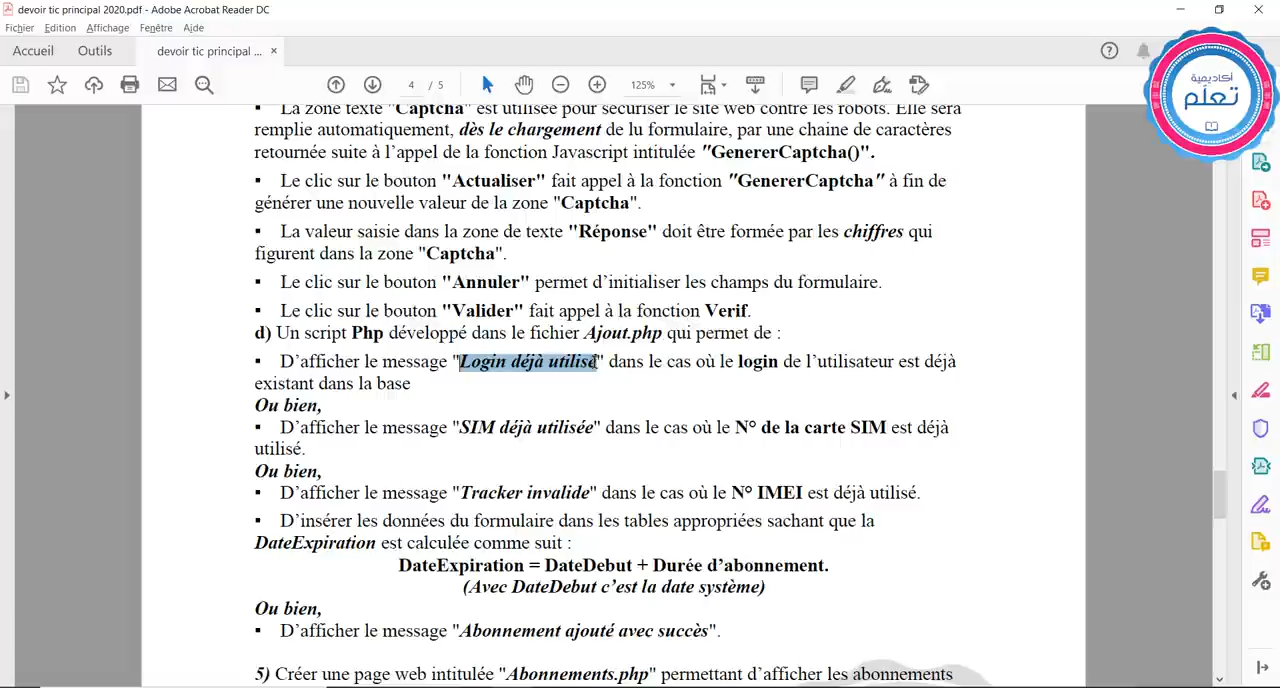 devoir tic principal 2020.pdf - Adobe Acrobat Reader DC
Fichier Edition Affichage Fenêtre Aide
Accueil Outils devoir tic principal ... ×
4 / 5 125%
أكاديمية
تعلّم
La zone texte "Captcha" est utilisée pour sécuriser le site web contre les robots. Elle sera
remplie automatiquement, dès le chargement de lu formulaire, par une chaine de caractères
retournée suite à l'appel de la fonction Javascript intitulée "GenererCaptcha()".
▪ Le clic sur le bouton "Actualiser" fait appel à la fonction "GenererCaptcha" à fin de
générer une nouvelle valeur de la zone "Captcha".
▪ La valeur saisie dans la zone de texte "Réponse" doit être formée par les chiffres qui
figurent dans la zone "Captcha".
▪ Le clic sur le bouton "Annuler" permet d'initialiser les champs du formulaire.
▪ Le clic sur le bouton "Valider" fait appel à la fonction Verif.
d) Un script Php développé dans le fichier Ajout.php qui permet de :
▪ D'afficher le message "Login déjà utilisé" dans le cas où le login de l'utilisateur est déjà
existant dans la base
Ou bien,
▪ D'afficher le message "SIM déjà utilisée" dans le cas où le N° de la carte SIM est déjà
utilisé.
Ou bien,
▪ D'afficher le message "Tracker invalide" dans le cas où le N° IMEI est déjà utilisé.
▪ D'insérer les données du formulaire dans les tables appropriées sachant que la
DateExpiration est calculée comme suit :
DateExpiration = DateDebut + Durée d'abonnement.
(Avec DateDebut c'est la date système)
Ou bien,
▪ D'afficher le message "Abonnement ajouté avec succès".
5) Créer une page web intitulée "Abonnements.php" permettant d'afficher les abonnements